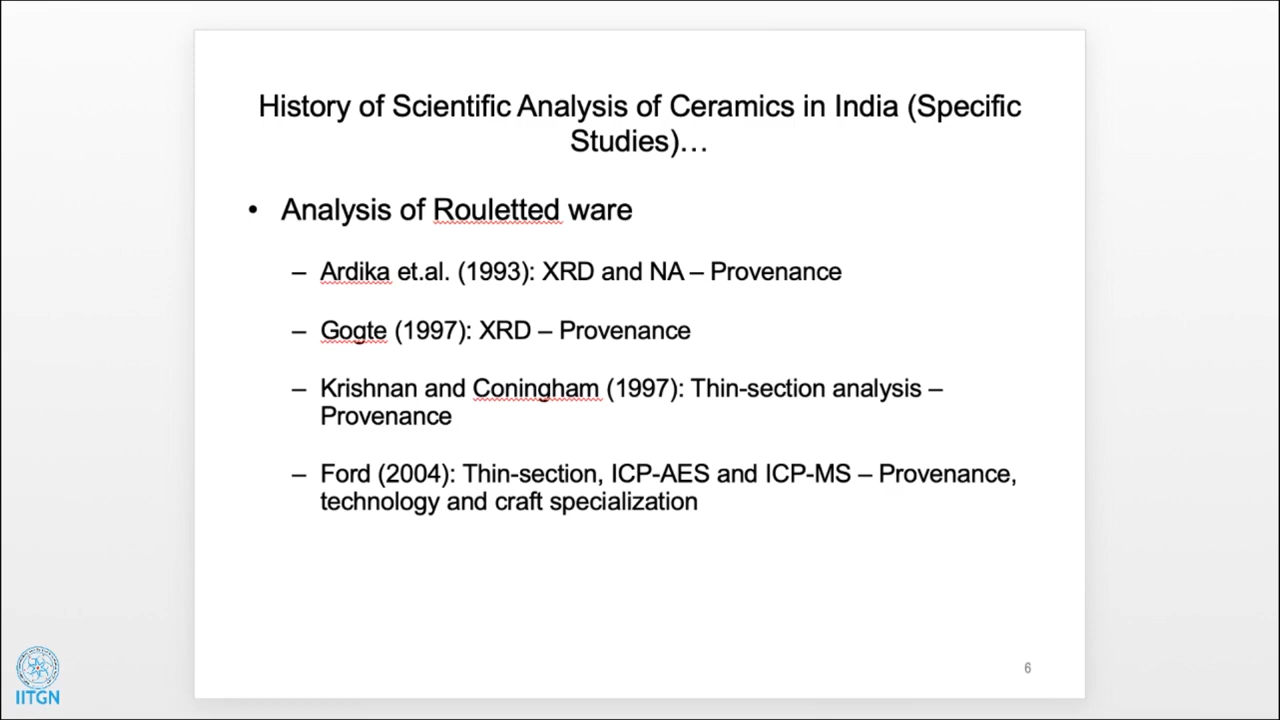 History of Scientific Analysis of Ceramics in India (Specific
Studies)…
• Analysis of Rouletted ware
– Ardika et.al. (1993): XRD and NA – Provenance
– Gogte (1997): XRD – Provenance
– Krishnan and Coningham (1997): Thin-section analysis –
Provenance
– Ford (2004): Thin-section, ICP-AES and ICP-MS – Provenance,
technology and craft specialization
6
IITGN